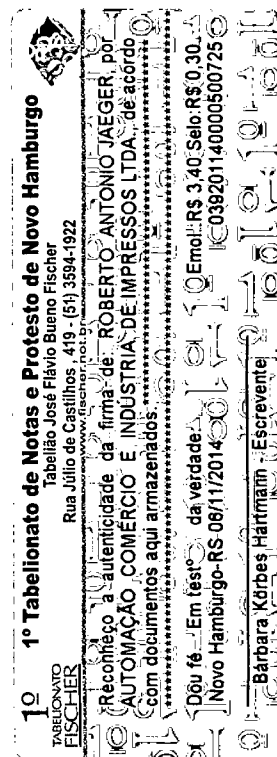 1º Tabelionato de Notas e Protesto de Novo Hamburgo
Tabelião José Flávio Bueno Fischer
Rua Júlio de Castilhos, 419 - (51) 3594-1922
1º
TABELIONATO
FISCHER
www.fischer.not.br
Reconheço a autenticidade da firma de ROBERTO ANTONIO JAEGER, por
AUTOMAÇÃO COMÉRCIO E INDÚSTRIA DE IMPRESSOS LTDA, de acordo
com documentos aqui armazenados.
Dou fé. Em testº da verdade.
Novo Hamburgo-RS 06/11/2014
Emol: R$ 3,40 Selo: R$ 0,30
039201140000500725
Bárbara Körbes Hartmann - Escrevente